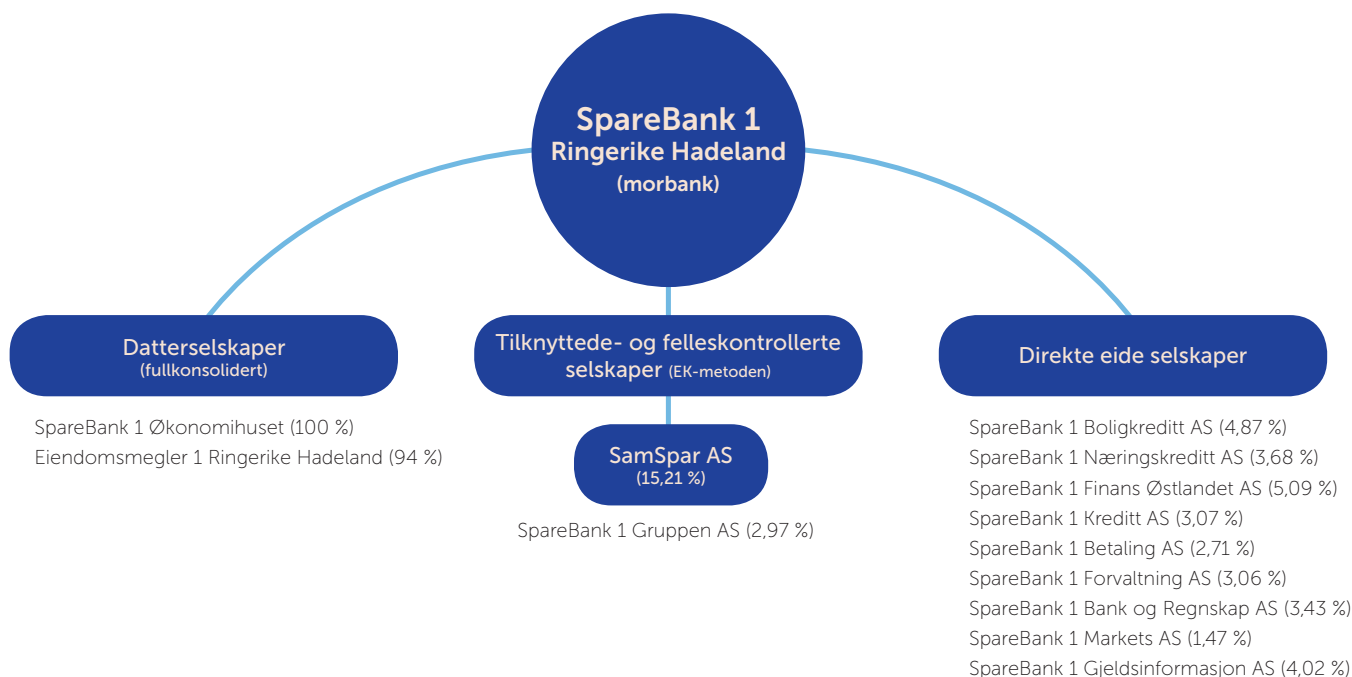 SpareBank 1
Ringerike Hadeland
(morbank)
Datterselskaper
(fullkonsolidert)
SpareBank 1 Økonomihuset (100 %)
Eiendomsmegler 1 Ringerike Hadeland (94 %)
Tilknyttede- og felleskontrollerte
selskaper (EK-metoden)
SamSpar AS
(15,21 %)
SpareBank 1 Gruppen AS (2,97 %)
Direkte eide selskaper
SpareBank 1 Boligkreditt AS (4,87 %)
SpareBank 1 Næringskreditt AS (3,68 %)
SpareBank 1 Finans Østlandet AS (5,09 %)
SpareBank 1 Kreditt AS (3,07 %)
SpareBank 1 Betaling AS (2,71 %)
SpareBank 1 Forvaltning AS (3,06 %)
SpareBank 1 Bank og Regnskap AS (3,43 %)
SpareBank 1 Markets AS (1,47 %)
SpareBank 1 Gjeldsinformasjon AS (4,02 %)